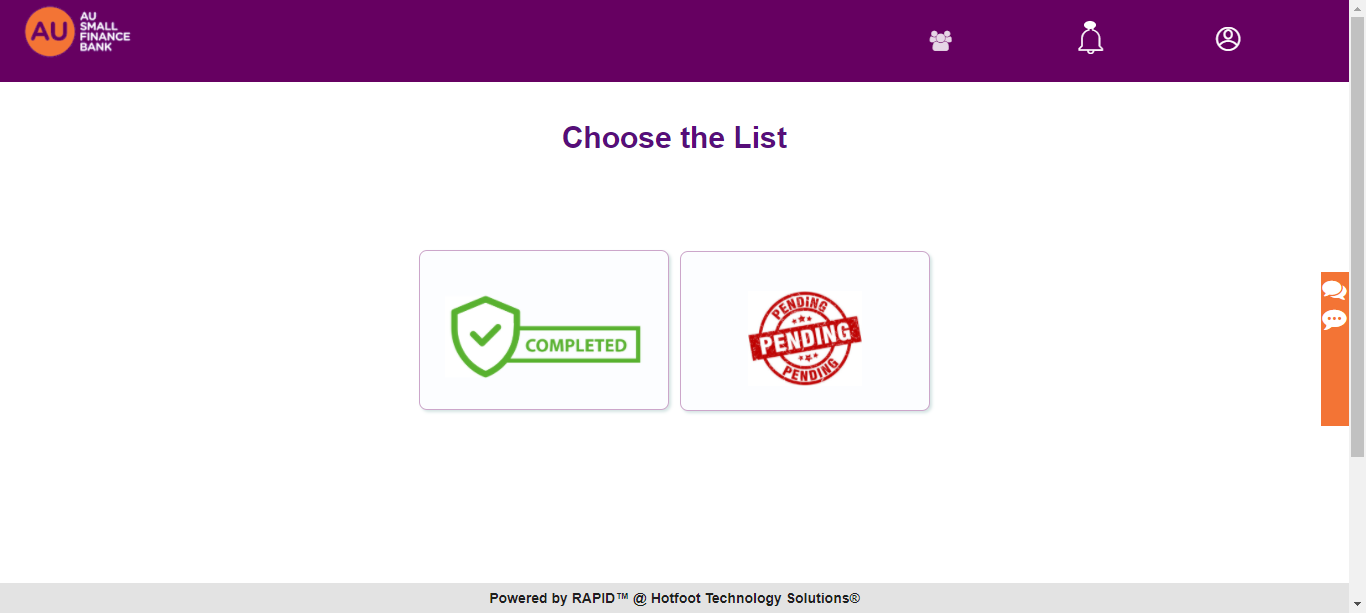 AU
AU
SMALL
FINANCE
BANK
Choose the List
COMPLETED
PENDING
PENDING
PENDING
Powered by RAPID™ @ Hotfoot Technology Solutions®